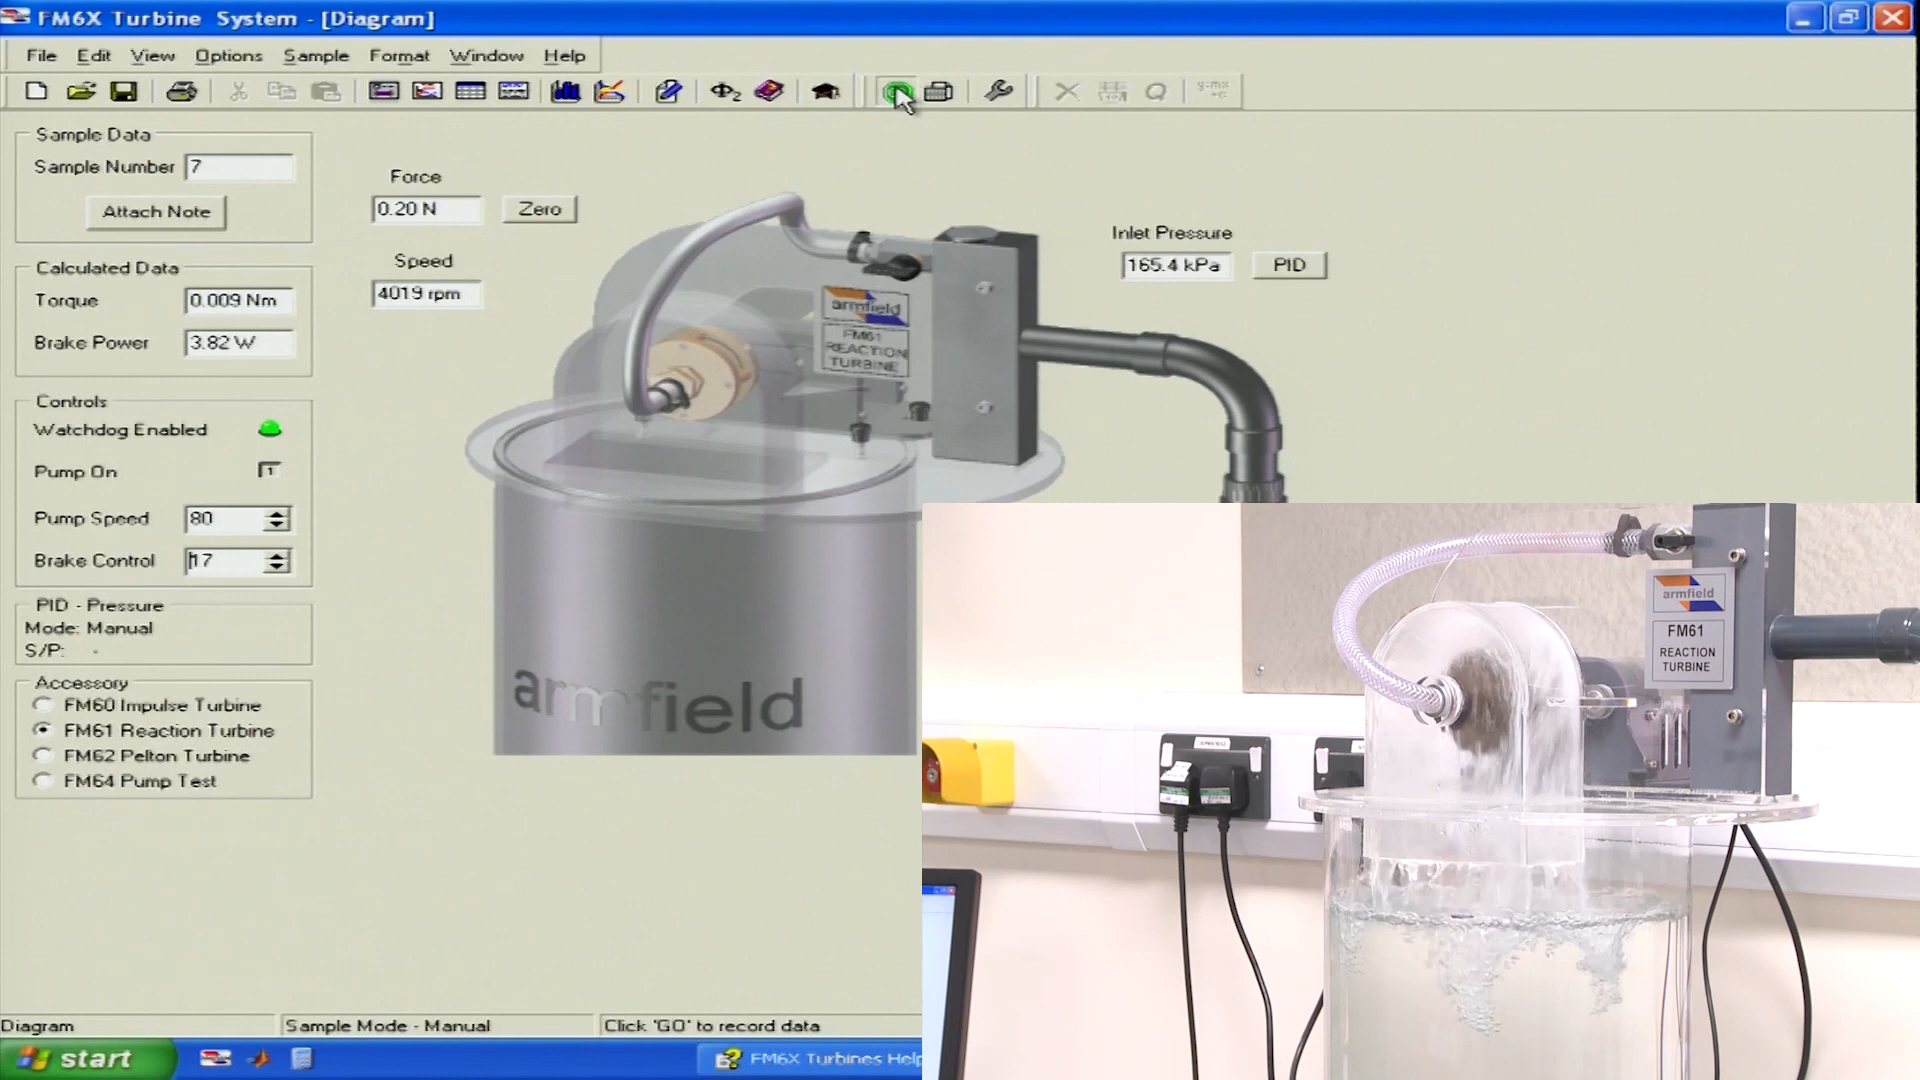 FM6X Turbine System - [Diagram]
File Edit View Options Sample Format Window Help
Sample Data
Sample Number 7
Attach Note
Calculated Data
Torque 0.009 Nm
Brake Power 3.82 W
Controls
Watchdog Enabled
Pump On 1
Pump Speed 80
Brake Control 17
PID - Pressure
Mode: Manual
S/P: -
Accessory
FM60 Impulse Turbine
FM61 Reaction Turbine
FM62 Pelton Turbine
FM64 Pump Test
Force
0.20 N Zero
Speed
4019 rpm
Inlet Pressure
165.4 kPa PID
armfield
FM61
REACTION
TURBINE
armfield
armfield
FM61
REACTION
TURBINE
Diagram
Sample Mode - Manual
Click 'GO' to record data
start
FM6X Turbines Help